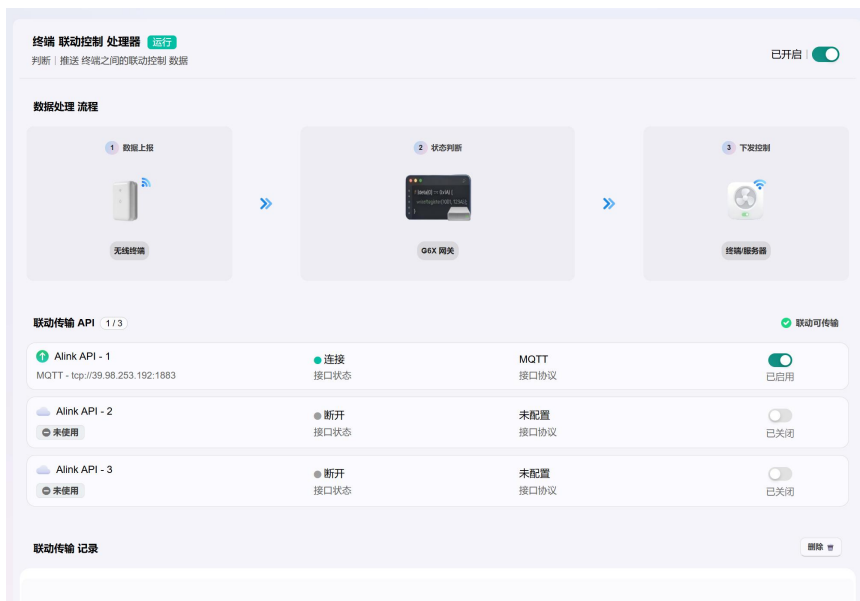 终端 联动控制 处理器 运行
判断 | 推送 终端之间的联动控制 数据
已开启
数据处理 流程
1 数据上报
2 状态判断
3 下发控制
无线终端
G6X 网关
终端/服务器
联动传输 API 1 / 3
联动可传输
Alink API - 1
MQTT - tcp://39.98.253.192:1883
连接
接口状态
MQTT
接口协议
已启用
Alink API - 2
未使用
断开
接口状态
未配置
接口协议
已关闭
Alink API - 3
未使用
断开
接口状态
未配置
接口协议
已关闭
联动传输 记录
删除